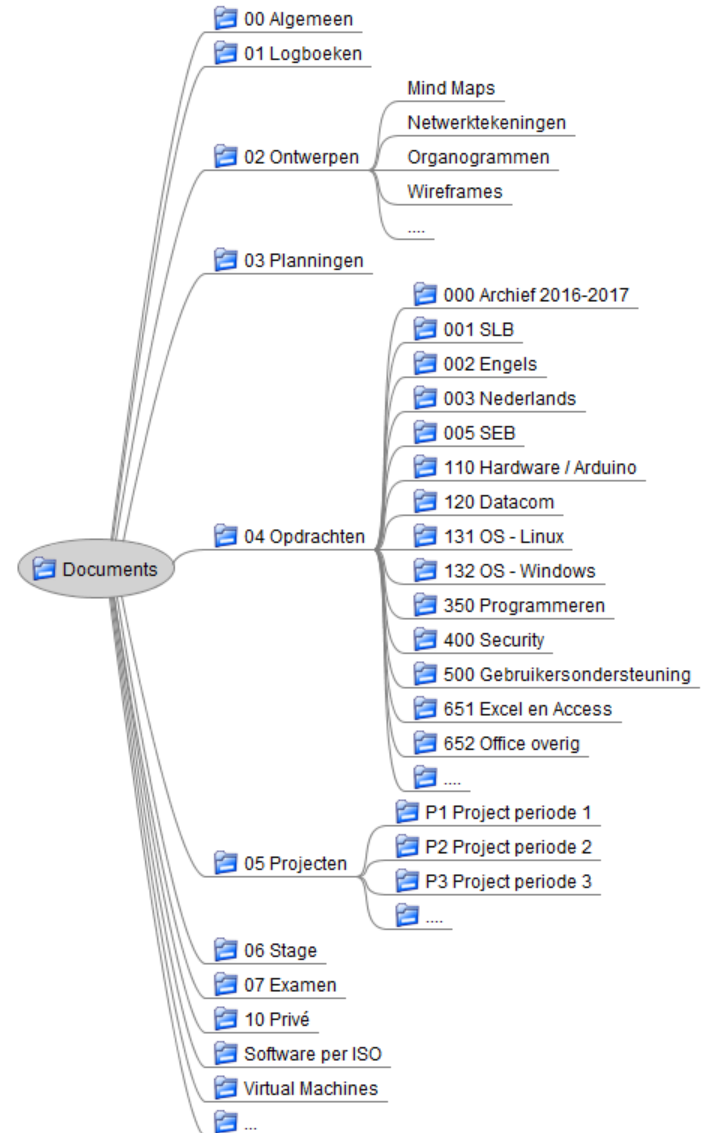 00 Algemeen
01 Logboeken
02 Ontwerpen
Mind Maps
Netwerktekeningen
Organogrammen
Wireframes
....
03 Planningen
Documents
04 Opdrachten
000 Archief 2016-2017
001 SLB
002 Engels
003 Nederlands
005 SEB
110 Hardware / Arduino
120 Datacom
131 OS - Linux
132 OS - Windows
350 Programmeren
400 Security
500 Gebruikersondersteuning
651 Excel en Access
652 Office overig
....
05 Projecten
P1 Project periode 1
P2 Project periode 2
P3 Project periode 3
....
06 Stage
07 Examen
10 Privé
Software per ISO
Virtual Machines
...